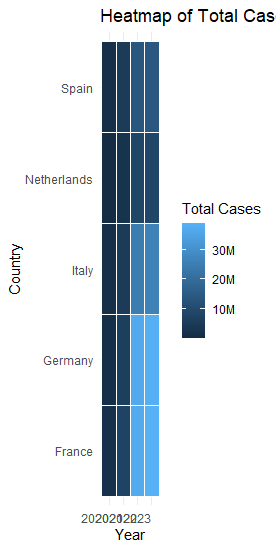 Heatmap of Total Cas
Spain
Netherlands
Italy
Germany
France
Country
Year
Total Cases
30M
20M
10M